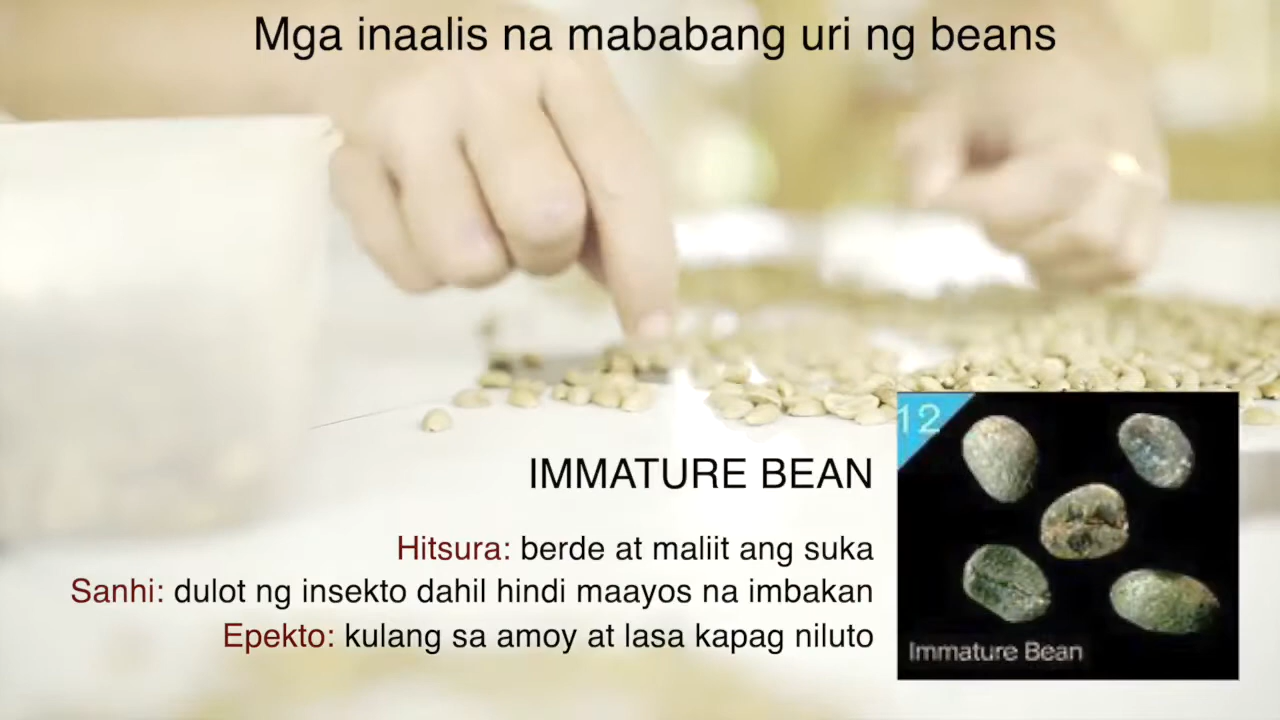 Mga inaalis na mababang uri ng beans
12
IMMATURE BEAN
Hitsura: berde at maliit ang suka
Sanhi: dulot ng insekto dahil hindi maayos na imbakan
Epekto: kulang sa amoy at lasa kapag niluto
Immature Bean